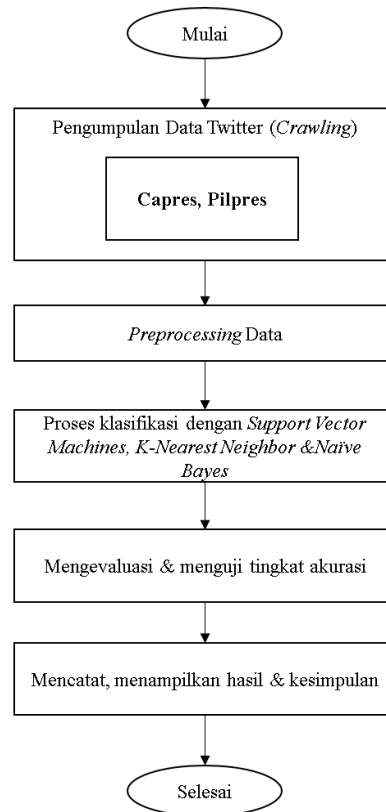 Mulai
Pengumpulan Data Twitter (Crawling)
Capres, Pilpres
Preprocessing Data
Proses klasifikasi dengan Support Vector
Machines, K-Nearest Neighbor &Naïve
Bayes
Mengevaluasi & menguji tingkat akurasi
Mencatat, menampilkan hasil & kesimpulan
Selesai